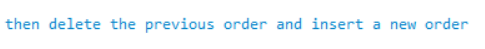 then delete the previous order and insert a new order